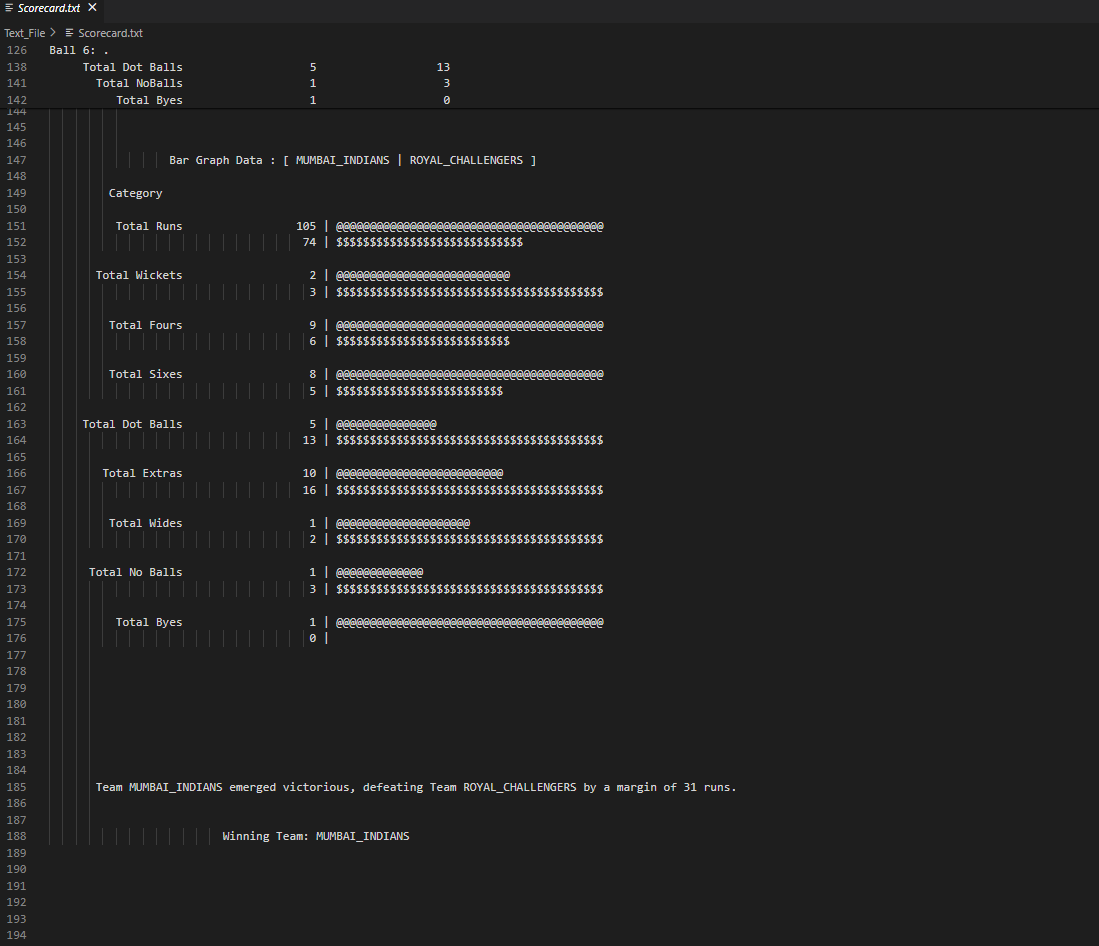 Scorecard.txt
Text_File > Scorecard.txt
126 Ball 6: .
138 Total Dot Balls 5 13
141 Total NoBalls 1 3
142 Total Byes 1 0
144
145
146
147 Bar Graph Data : [ MUMBAI_INDIANS | ROYAL_CHALLENGERS ]
148
149 Category
150
151 Total Runs 105 | @@@@@@@@@@@@@@@@@@@@@@@@@@@@@@@@@@@@@@@@
152 74 | $$$$$$$$$$$$$$$$$$$$$$$$$$$$
153
154 Total Wickets 2 | @@@@@@@@@@@@@@@@@@@@@@@@@@
155 3 | $$$$$$$$$$$$$$$$$$$$$$$$$$$$$$$$$$$$$$$$
156
157 Total Fours 9 | @@@@@@@@@@@@@@@@@@@@@@@@@@@@@@@@@@@@@@@@
158 6 | $$$$$$$$$$$$$$$$$$$$$$$$$$
159
160 Total Sixes 8 | @@@@@@@@@@@@@@@@@@@@@@@@@@@@@@@@@@@@@@@@
161 5 | $$$$$$$$$$$$$$$$$$$$$$$$$
162
163 Total Dot Balls 5 | @@@@@@@@@@@@@@@
164 13 | $$$$$$$$$$$$$$$$$$$$$$$$$$$$$$$$$$$$$$$$
165
166 Total Extras 10 | @@@@@@@@@@@@@@@@@@@@@@@@@
167 16 | $$$$$$$$$$$$$$$$$$$$$$$$$$$$$$$$$$$$$$$$
168
169 Total Wides 1 | @@@@@@@@@@@@@@@@@@@@
170 2 | $$$$$$$$$$$$$$$$$$$$$$$$$$$$$$$$$$$$$$$$
171
172 Total No Balls 1 | @@@@@@@@@@@@@
173 3 | $$$$$$$$$$$$$$$$$$$$$$$$$$$$$$$$$$$$$$$$
174
175 Total Byes 1 | @@@@@@@@@@@@@@@@@@@@@@@@@@@@@@@@@@@@@@@@
176 0 |
177
178
179
180
181
182
183
184
185 Team MUMBAI_INDIANS emerged victorious, defeating Team ROYAL_CHALLENGERS by a margin of 31 runs.
186
187
188 Winning Team: MUMBAI_INDIANS
189
190
191
192
193
194